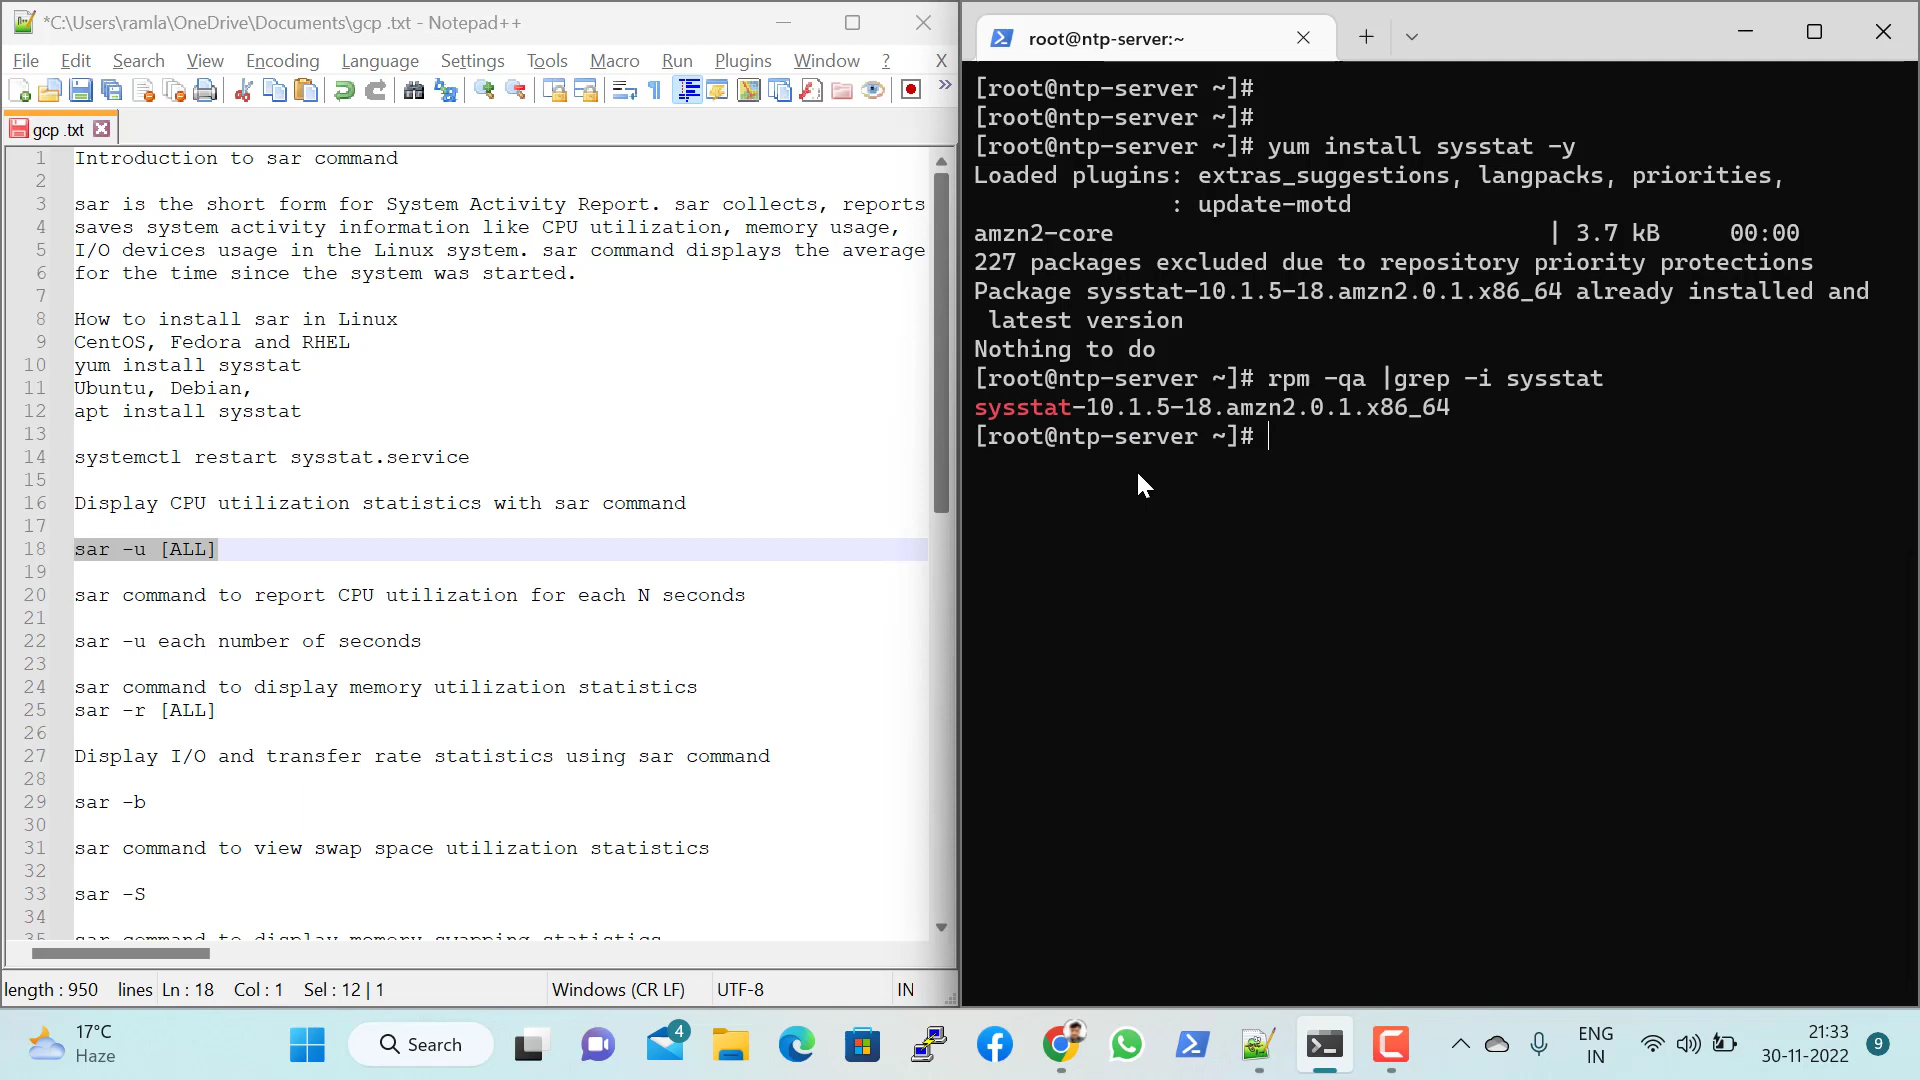 *C:\Users\ramla\OneDrive\Documents\gcp .txt - Notepad++
File Edit Search View Encoding Language Settings Tools Macro Run Plugins Window ? X
gcp .txt
1 Introduction to sar command
2
3 sar is the short form for System Activity Report. sar collects, reports
4 saves system activity information like CPU utilization, memory usage,
5 I/O devices usage in the Linux system. sar command displays the average
6 for the time since the system was started.
7
8 How to install sar in Linux
9 CentOS, Fedora and RHEL
10 yum install sysstat
11 Ubuntu, Debian,
12 apt install sysstat
13
14 systemctl restart sysstat.service
15
16 Display CPU utilization statistics with sar command
17
18 sar -u [ALL]
19
20 sar command to report CPU utilization for each N seconds
21
22 sar -u each number of seconds
23
24 sar command to display memory utilization statistics
25 sar -r [ALL]
26
27 Display I/O and transfer rate statistics using sar command
28
29 sar -b
30
31 sar command to view swap space utilization statistics
32
33 sar -S
34
35 sar command to display memory swapping statistics
length : 950 lines Ln : 18 Col : 1 Sel : 12 | 1 Windows (CR LF) UTF-8 IN
root@ntp-server:~
[root@ntp-server ~]#
[root@ntp-server ~]#
[root@ntp-server ~]# yum install sysstat -y
Loaded plugins: extras_suggestions, langpacks, priorities,
: update-motd
amzn2-core | 3.7 kB 00:00
227 packages excluded due to repository priority protections
Package sysstat-10.1.5-18.amzn2.0.1.x86_64 already installed and
latest version
Nothing to do
[root@ntp-server ~]# rpm -qa |grep -i sysstat
sysstat-10.1.5-18.amzn2.0.1.x86_64
[root@ntp-server ~]#
17°C
Haze
Search
4
ENG
IN
21:33
30-11-2022
9